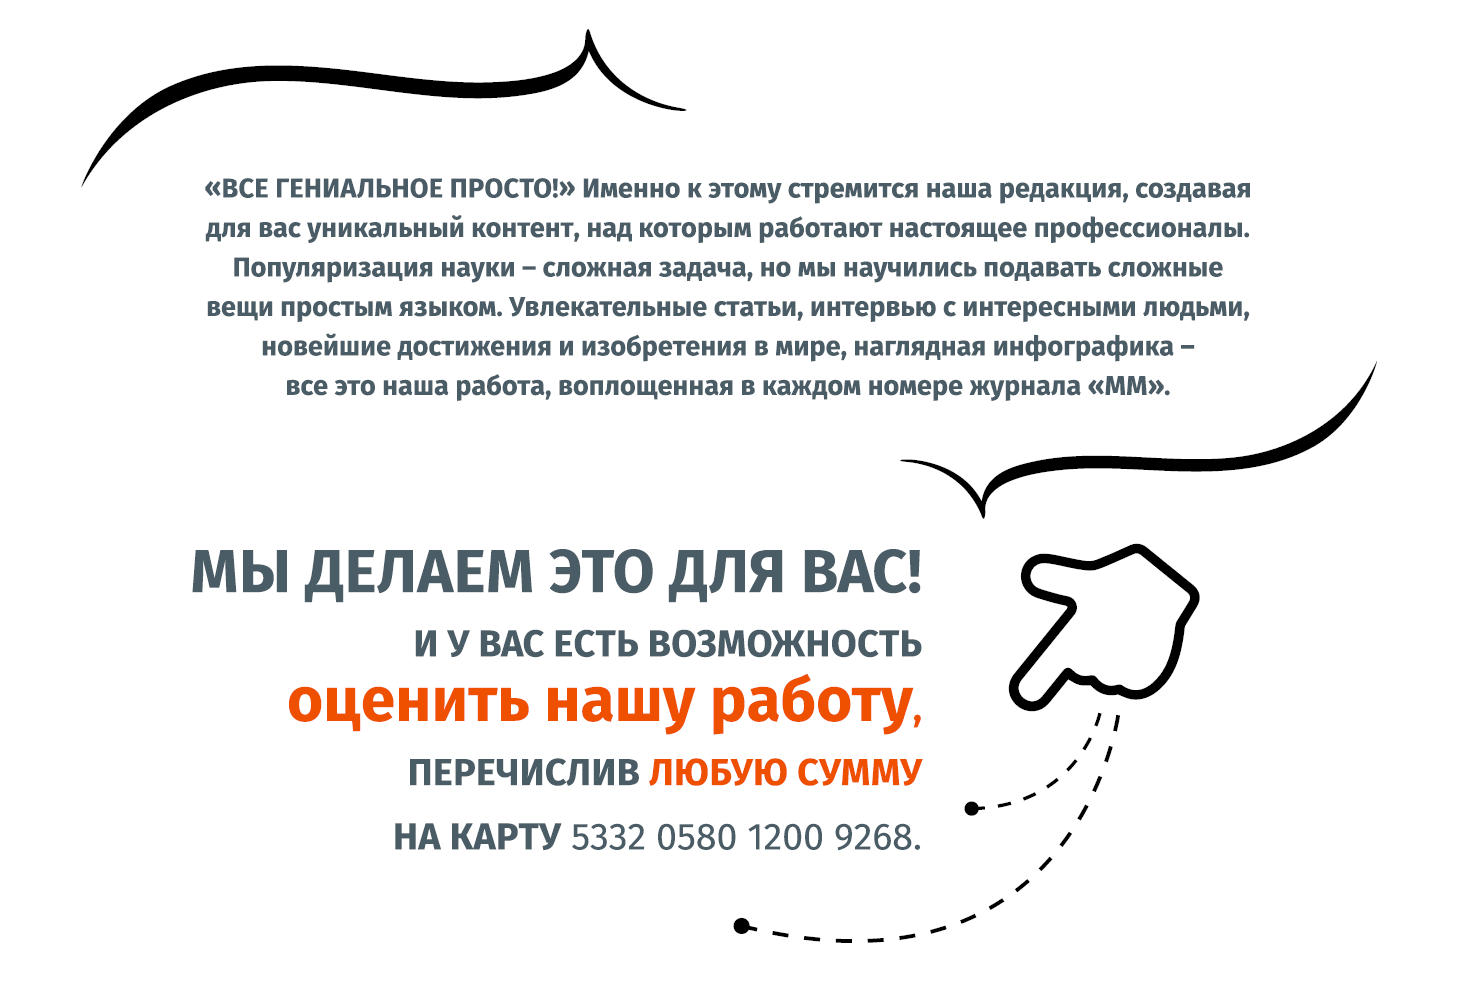 «ВСЕ ГЕНИАЛЬНОЕ ПРОСТО!» Именно к этому стремится наша редакция, создавая
для вас уникальный контент, над которым работают настоящее профессионалы.
Популяризация науки – сложная задача, но мы научились подавать сложные
вещи простым языком. Увлекательные статьи, интервью с интересными людьми,
новейшие достижения и изобретения в мире, наглядная инфографика –
все это наша работа, воплощенная в каждом номере журнала «ММ».
МЫ ДЕЛАЕМ ЭТО ДЛЯ ВАС!
И У ВАС ЕСТЬ ВОЗМОЖНОСТЬ
оценить нашу работу,
ПЕРЕЧИСЛИВ ЛЮБУЮ СУММУ
НА КАРТУ 5332 0580 1200 9268.